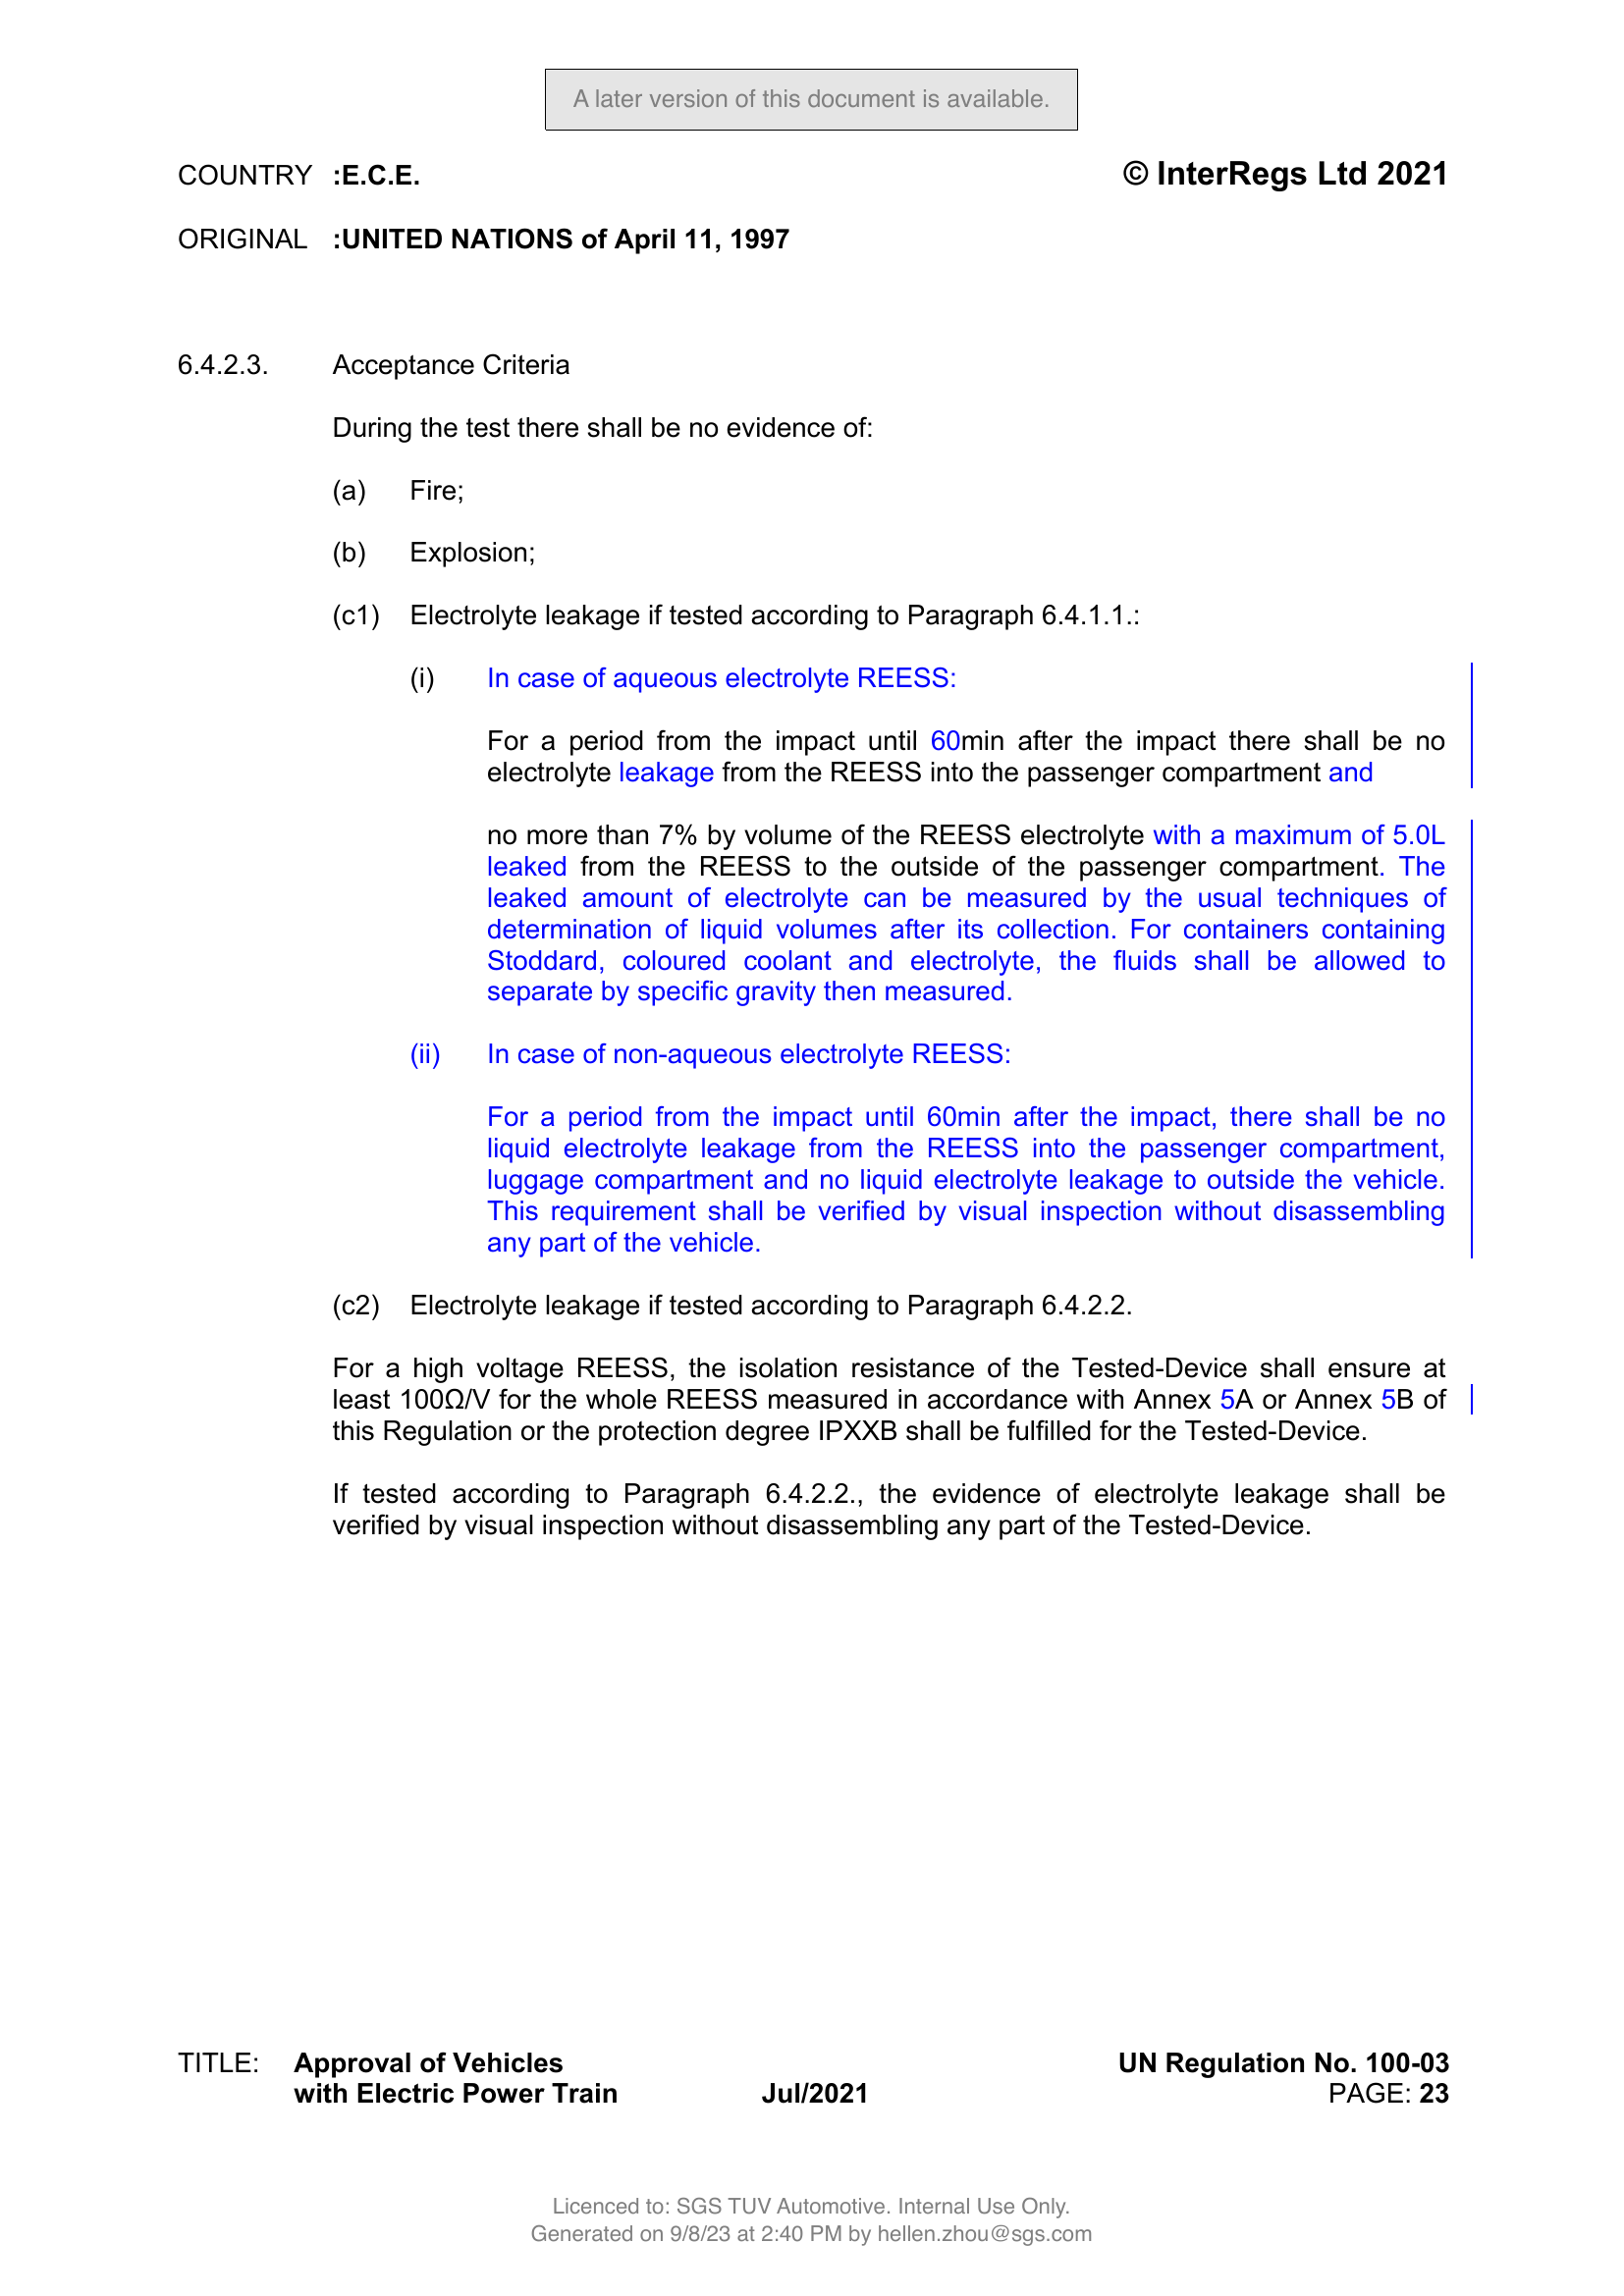 A later version of this document is available.
COUNTRY :E.C.E. © InterRegs Ltd 2021
ORIGINAL :UNITED NATIONS of April 11, 1997
6.4.2.3. Acceptance Criteria
During the test there shall be no evidence of:
(a) Fire;
(b) Explosion;
(c1) Electrolyte leakage if tested according to Paragraph 6.4.1.1.:
(i) In case of aqueous electrolyte REESS:
For a period from the impact until 60min after the impact there shall be no
electrolyte leakage from the REESS into the passenger compartment and
no more than 7% by volume of the REESS electrolyte with a maximum of 5.0L
leaked from the REESS to the outside of the passenger compartment. The
leaked amount of electrolyte can be measured by the usual techniques of
determination of liquid volumes after its collection. For containers containing
Stoddard, coloured coolant and electrolyte, the fluids shall be allowed to
separate by specific gravity then measured.
(ii) In case of non-aqueous electrolyte REESS:
For a period from the impact until 60min after the impact, there shall be no
liquid electrolyte leakage from the REESS into the passenger compartment,
luggage compartment and no liquid electrolyte leakage to outside the vehicle.
This requirement shall be verified by visual inspection without disassembling
any part of the vehicle.
(c2) Electrolyte leakage if tested according to Paragraph 6.4.2.2.
For a high voltage REESS, the isolation resistance of the Tested-Device shall ensure at
least 100Ω/V for the whole REESS measured in accordance with Annex 5A or Annex 5B of
this Regulation or the protection degree IPXXB shall be fulfilled for the Tested-Device.
If tested according to Paragraph 6.4.2.2., the evidence of electrolyte leakage shall be
verified by visual inspection without disassembling any part of the Tested-Device.
TITLE: Approval of Vehicles UN Regulation No. 100-03
with Electric Power Train Jul/2021 PAGE: 23
Licenced to: SGS TUV Automotive. Internal Use Only.
Generated on 9/8/23 at 2:40 PM by hellen.zhou@sgs.com